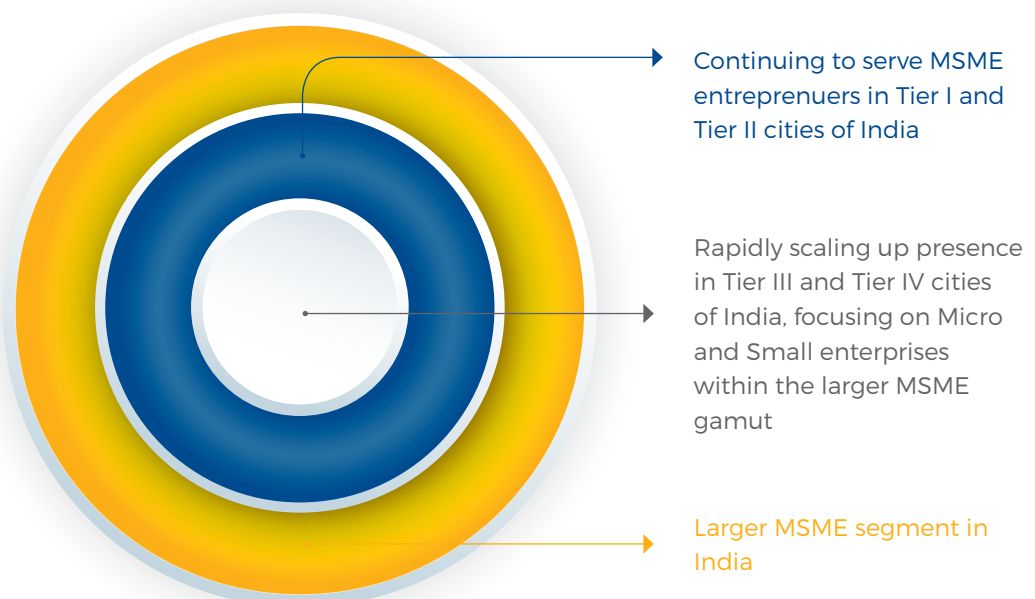 Continuing to serve MSME
entreprenuers in Tier I and
Tier II cities of India
Rapidly scaling up presence
in Tier III and Tier IV cities
of India, focusing on Micro
and Small enterprises
within the larger MSME
gamut
Larger MSME segment in
India